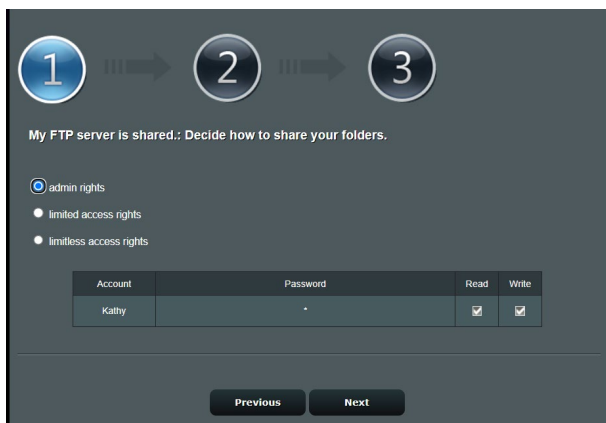 1 2 3
My FTP server is shared.: Decide how to share your folders.
admin rights
limited access rights
limitless access rights
Account Password Read Write
Kathy *
Previous Next